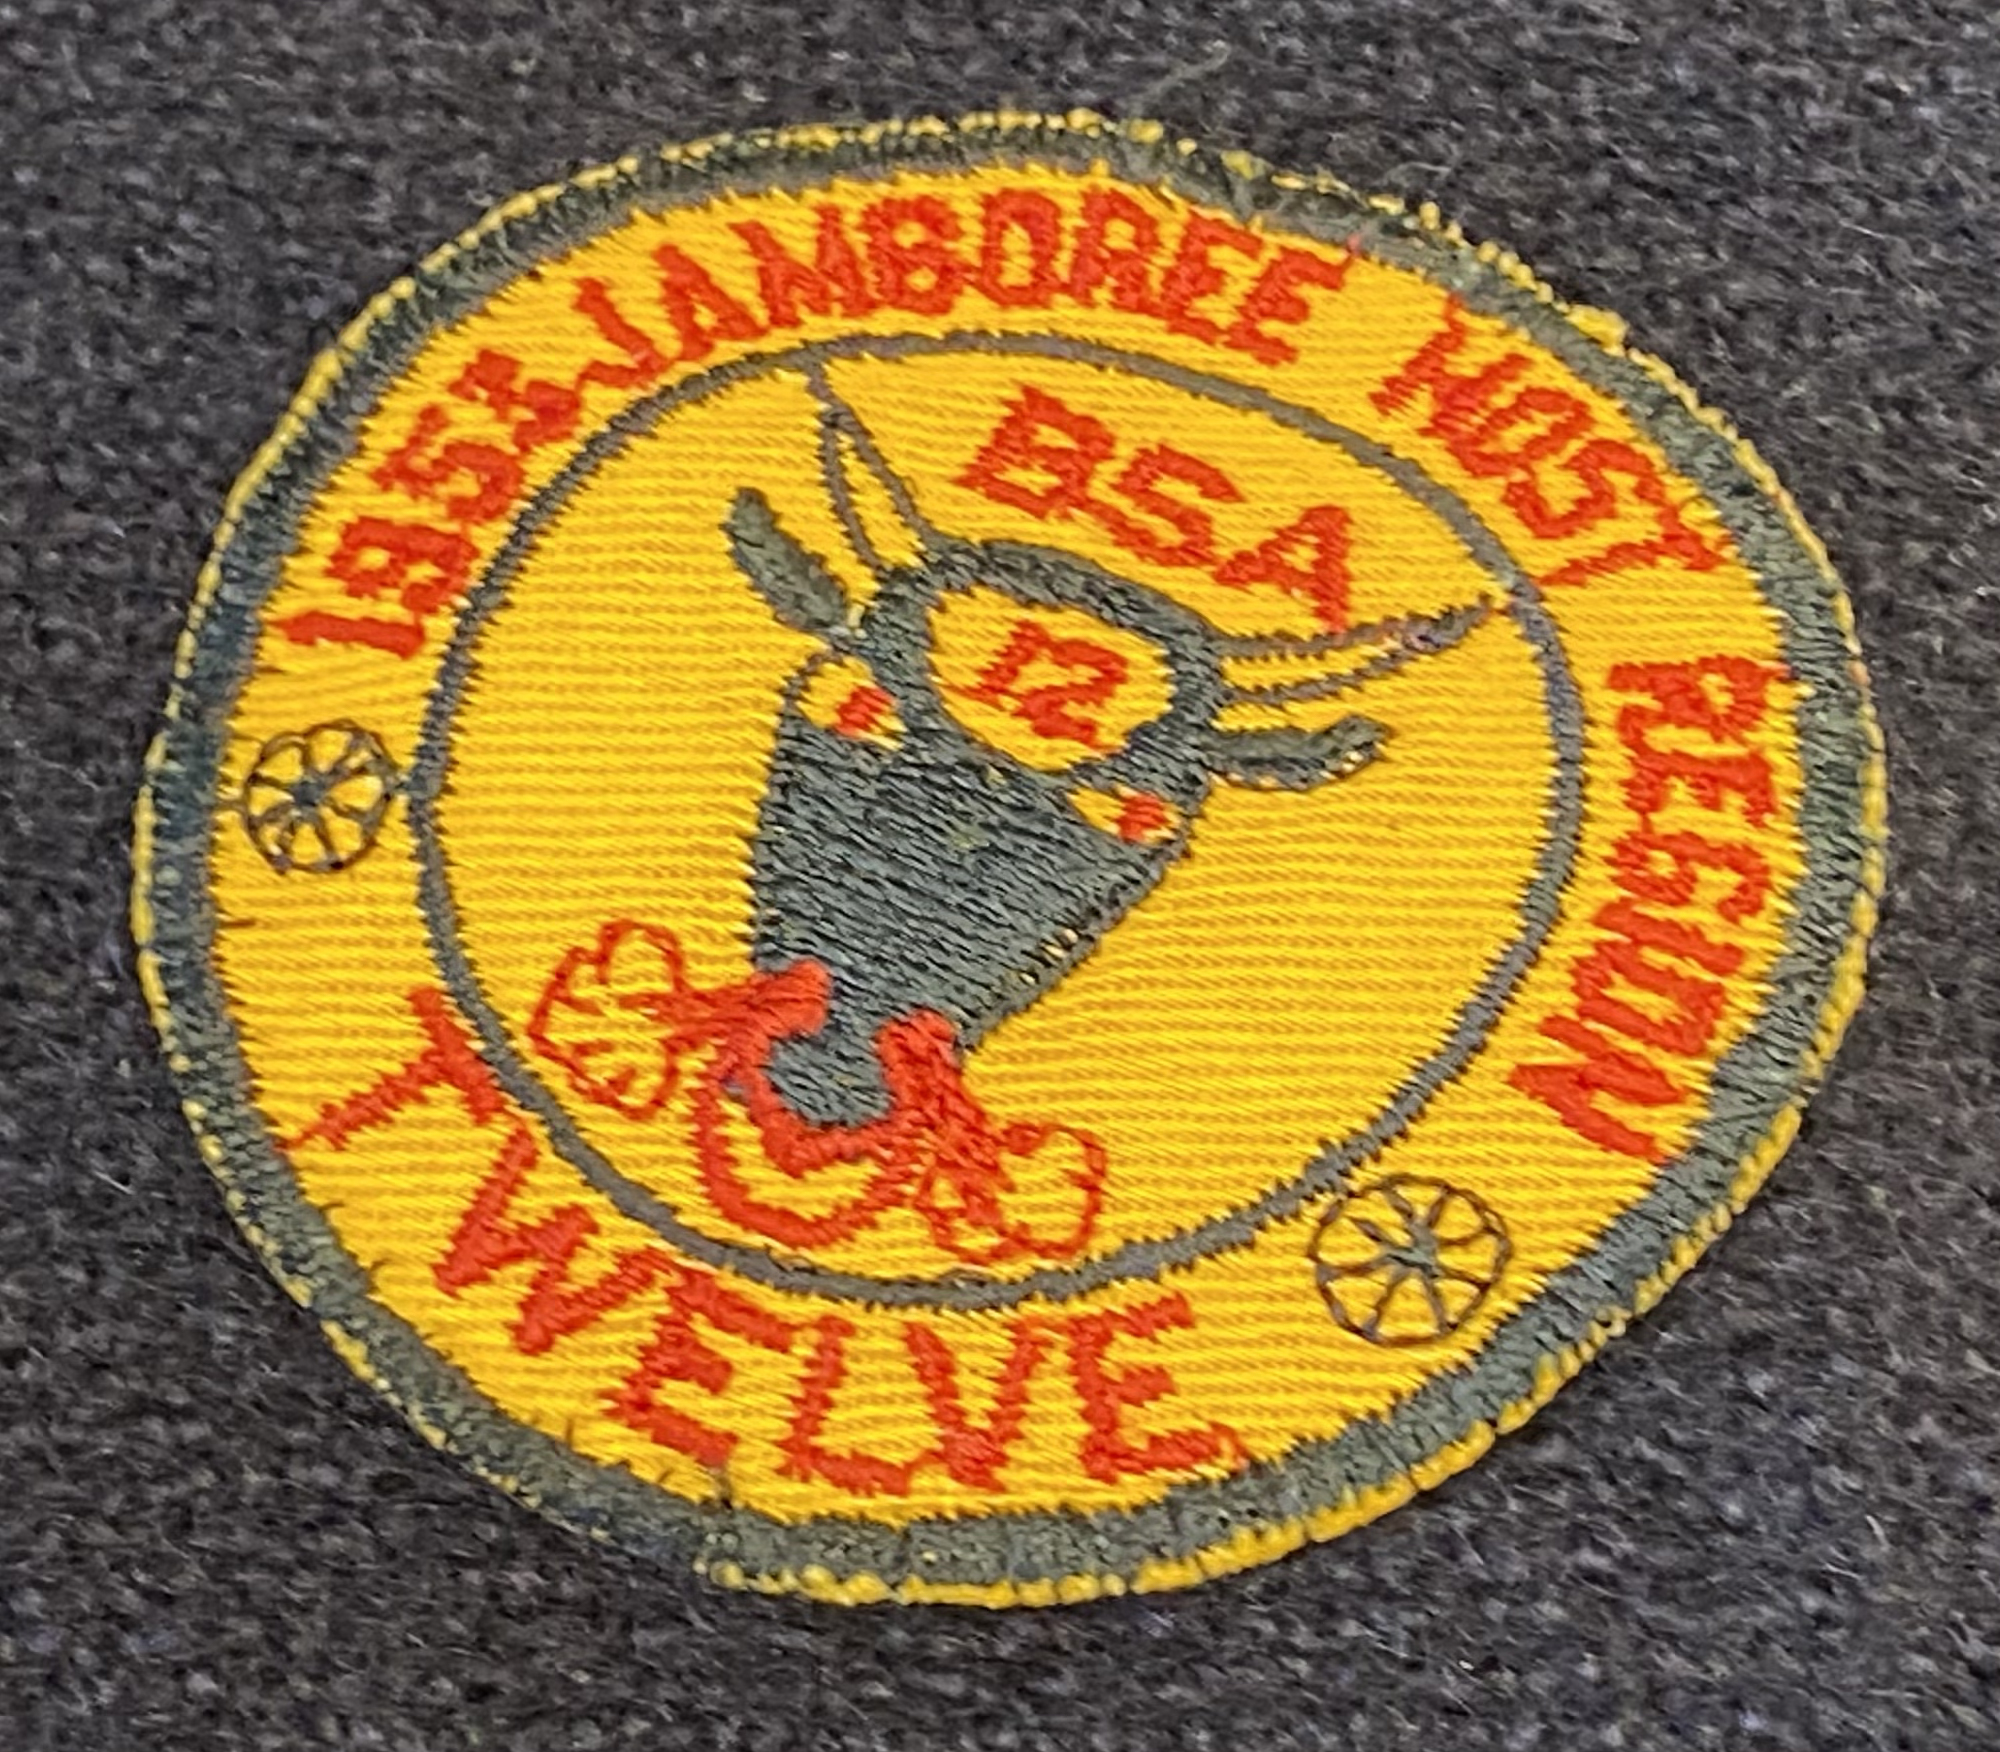 1953 JAMBOREE HOST REGION
TWELVE
BSA
12